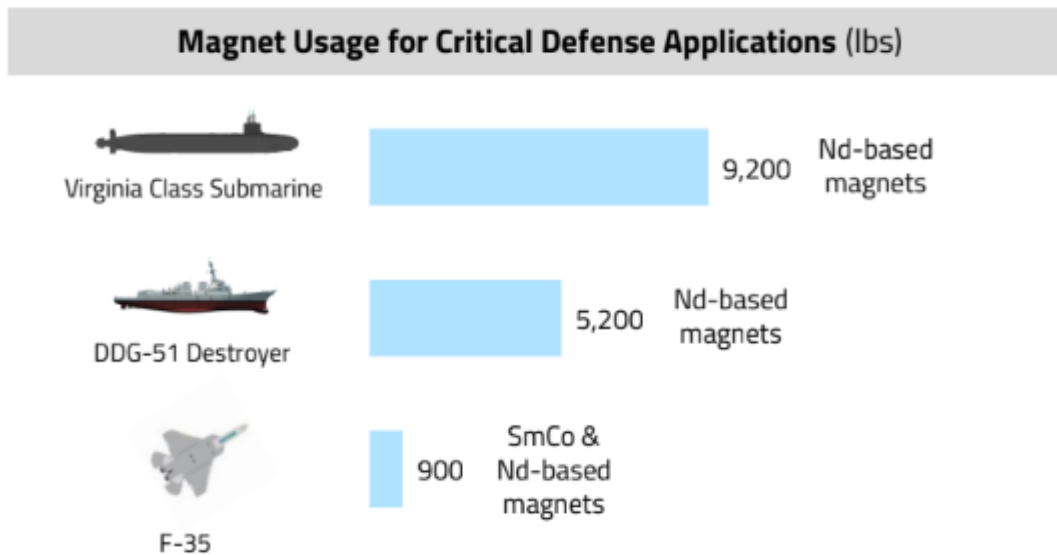 Magnet Usage for Critical Defense Applications (lbs)
Virginia Class Submarine
9,200
Nd-based
magnets
DDG-51 Destroyer
5,200
Nd-based
magnets
F-35
900
SmCo &
Nd-based
magnets